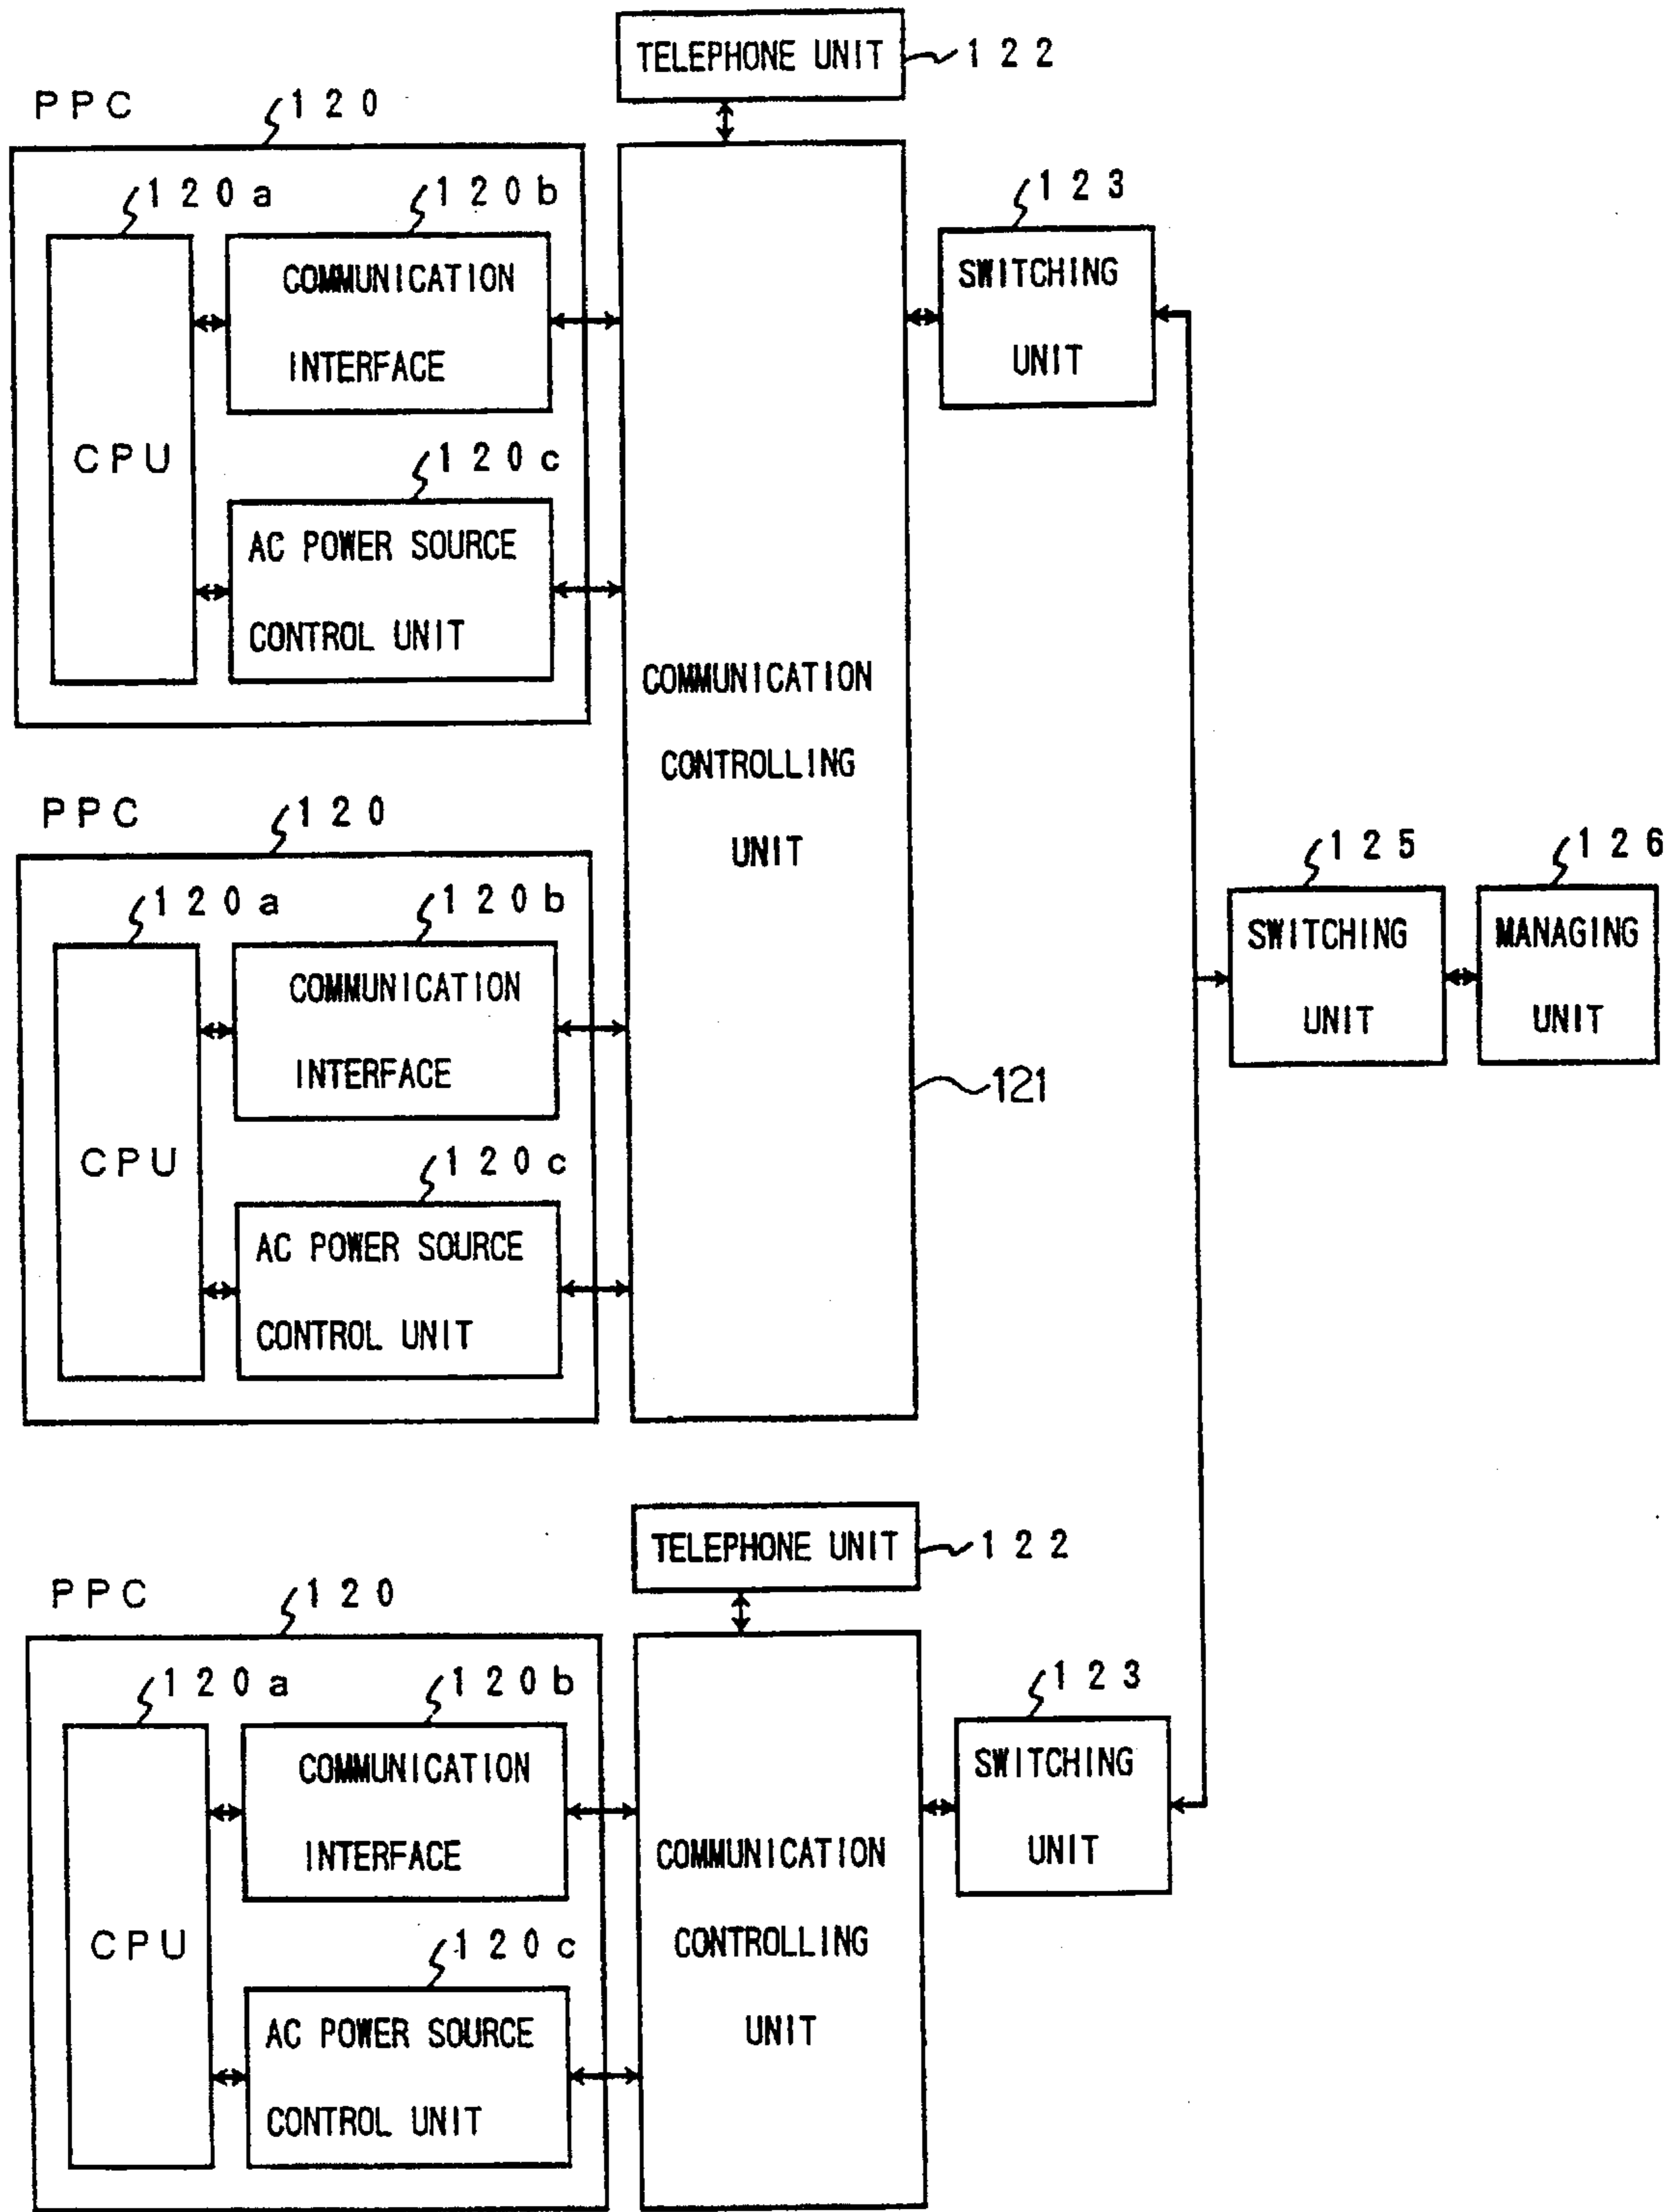 TELEPHONE UNIT
122
PPC
120
120a
120b
123
COMMUNICATION
INTERFACE
SWITCHING
UNIT
CPU
120c
AC POWER SOURCE
CONTROL UNIT
COMMUNICATION
CONTROLLING
UNIT
PPC
120
120a
120b
125
126
COMMUNICATION
INTERFACE
SWITCHING
UNIT
MANAGING
UNIT
121
CPU
120c
AC POWER SOURCE
CONTROL UNIT
TELEPHONE UNIT
122
PPC
120
120a
120b
123
COMMUNICATION
INTERFACE
SWITCHING
UNIT
COMMUNICATION
CONTROLLING
UNIT
CPU
120c
AC POWER SOURCE
CONTROL UNIT